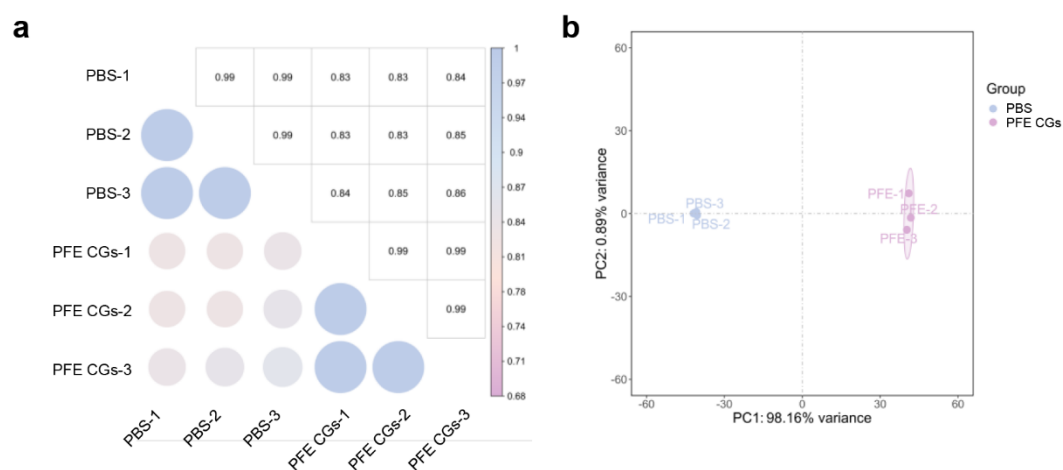 a
PBS-1
PBS-2
PBS-3
PFE CGs-1
PFE CGs-2
PFE CGs-3
0.99 0.99 0.83 0.83 0.84
0.99 0.83 0.83 0.85
0.84 0.85 0.86
0.99 0.99
0.99
1
0.97
0.94
0.9
0.87
0.84
0.81
0.78
0.74
0.71
0.68
PBS-1 PBS-2 PBS-3 PFE CGs-1 PFE CGs-2 PFE CGs-3
b
PC2: 0.89% variance
60
30
0
-30
-60
PBS-3
PBS-1
PBS-2
PFE-1
PFE-2
PFE-3
-60 -30 0 30 60
PC1: 98.16% variance
Group
PBS
PFE CGs